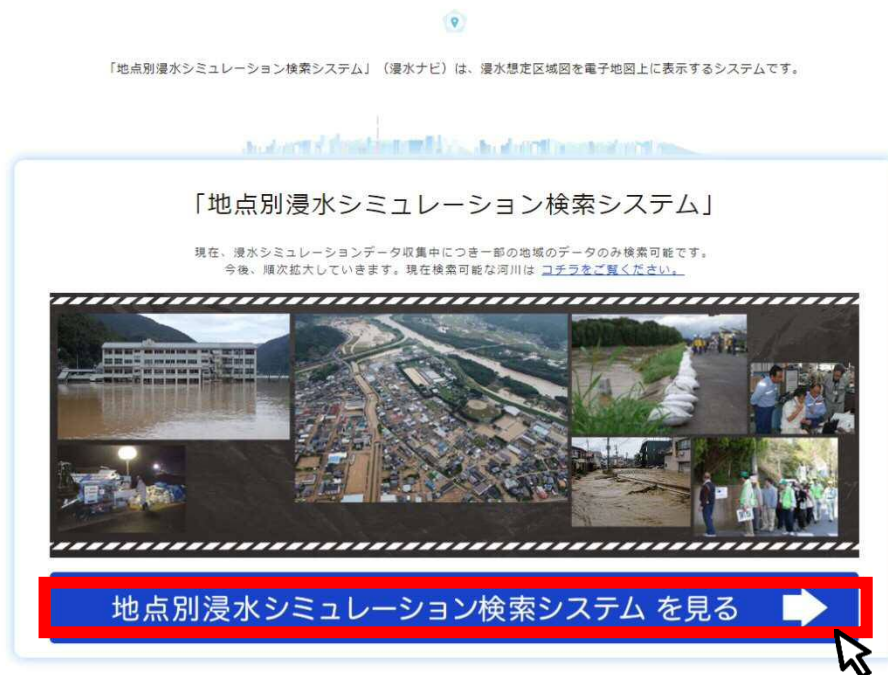 「地点別浸水シミュレーション検索システム」（浸水ナビ）は、浸水想定区域図を電子地図上に表示するシステムです。
「地点別浸水シミュレーション検索システム」
現在、浸水シミュレーションデータ収集中につき一部の地域のデータのみ検索可能です。
今後、順次拡大していきます。現在検索可能な河川は コチラをご覧ください。
地点別浸水シミュレーション検索システム を見る